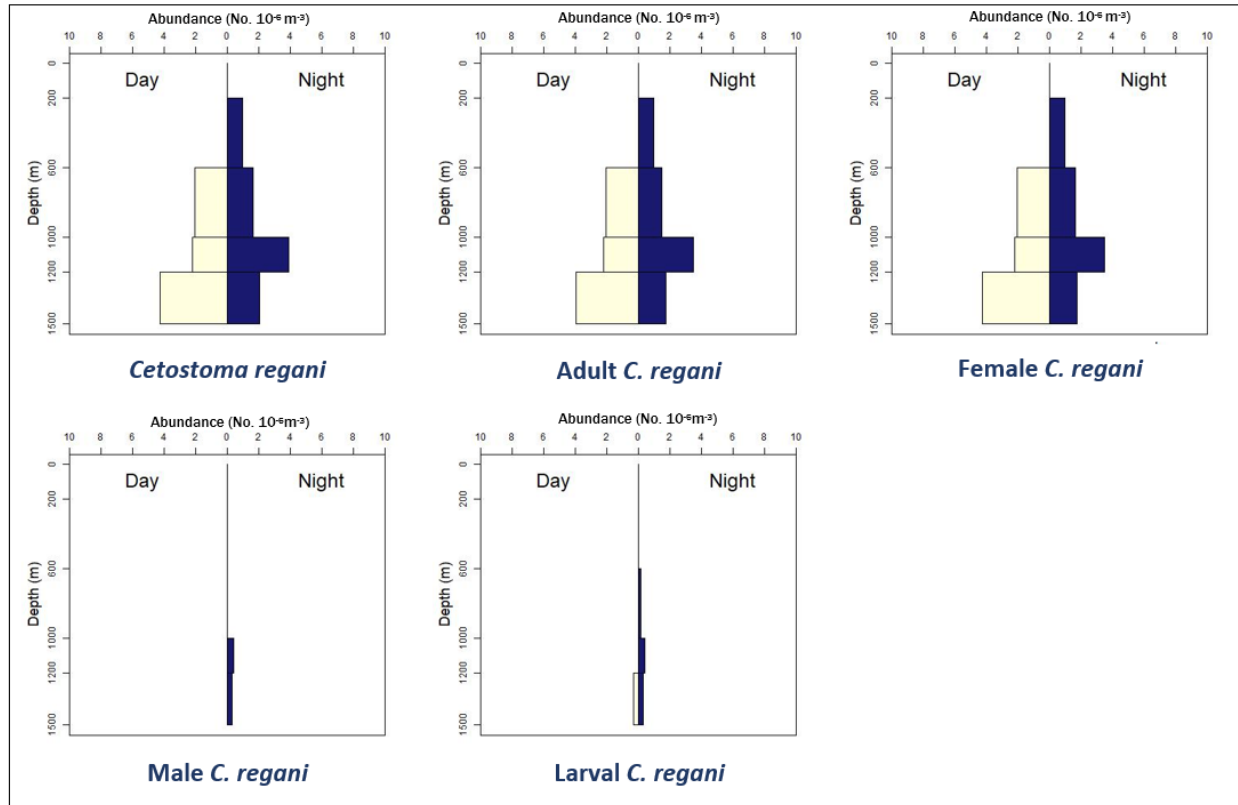 Abundance (No. 10⁻⁶ m⁻³)
10 8 6 4 2 0 2 4 6 8 10
Day Night
Depth (m)
0
200
600
1000
1200
1500
Cetostoma regani
Abundance (No. 10⁻⁶ m⁻³)
10 8 6 4 2 0 2 4 6 8 10
Day Night
Depth (m)
0
200
600
1000
1200
1500
Adult C. regani
Abundance (No. 10⁻⁶ m⁻³)
10 8 6 4 2 0 2 4 6 8 10
Day Night
Depth (m)
0
200
600
1000
1200
1500
Female C. regani
Abundance (No. 10⁻⁶m⁻³)
10 8 6 4 2 0 2 4 6 8 10
Day Night
Depth (m)
0
200
600
1000
1200
1500
Male C. regani
Abundance (No. 10⁻⁶m⁻³)
10 8 6 4 2 0 2 4 6 8 10
Day Night
Depth (m)
0
200
600
1000
1200
1500
Larval C. regani